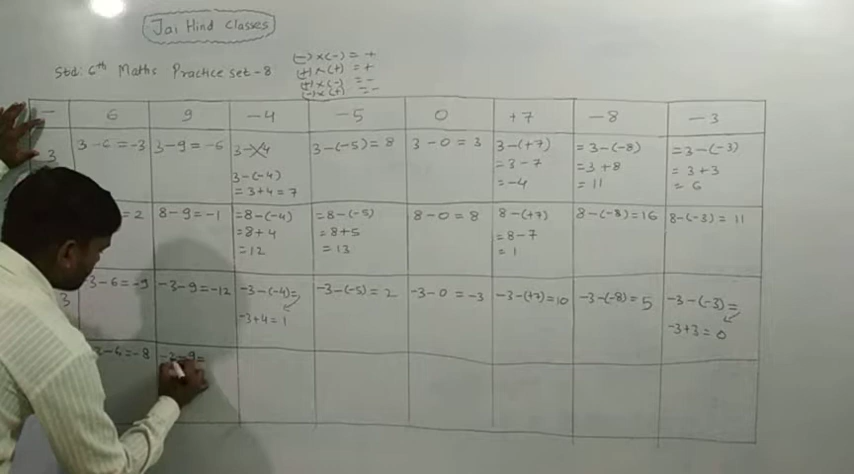 Jai Hind Classes
Std: 6th Maths Practice set-8
(-)×(-) = +
(+)×(+) = +
(+)×(-) = -
(-)×(+) = -
- 6 9 -4 -5 0 +7 -8 -3
3 3-6=-3 3-9=-6 3-4 3-(-5)=8 3-0=3 3-(+7) =3-(-8) =3-(-3)
3-(-4) =3-7 =3+8 =3+3
=3+4=7 =-4 =11 =6
=2 8-9=-1 =8-(-4) =8-(-5) 8-0=8 8-(+7) 8-(-8)=16 8-(-3)=11
=8+4 =8+5 =8-7
=12 =13 =1
3 -3-6=-9 -3-9=-12 -3-(-4)= -3-(-5)=2 -3-0=-3 -3-(+7)=10 -3-(-8)=5 -3-(-3)=
-3+4=1 -3+3=0
-6=-8 -2-9=